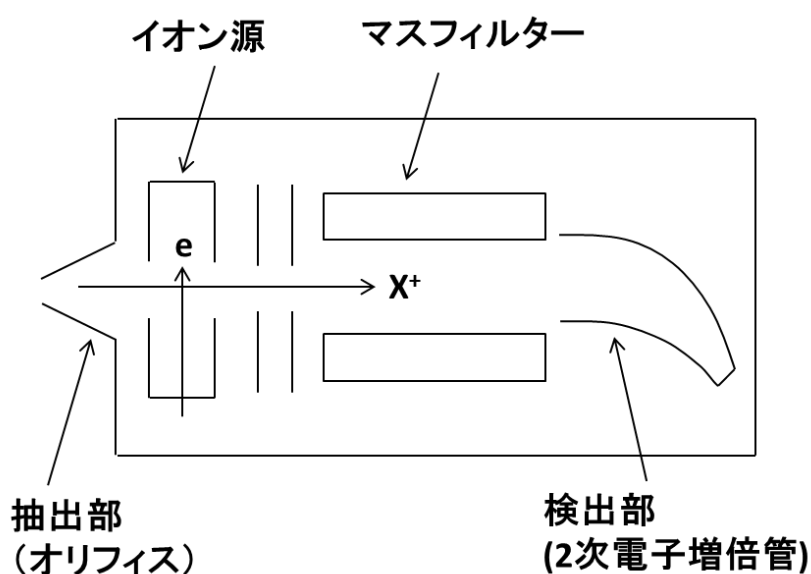 イオン源
マスフィルター
e
X⁺
抽出部
（オリフィス）
検出部
(2次電子増倍管)